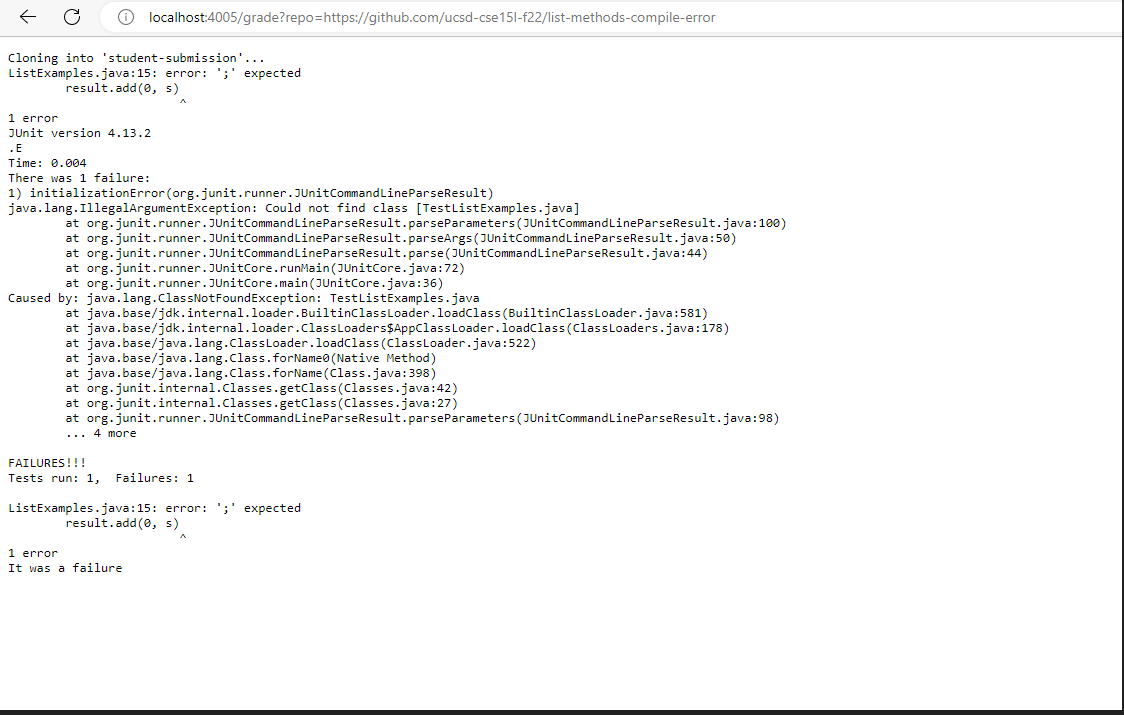 localhost:4005/grade?repo=https://github.com/ucsd-cse15l-f22/list-methods-compile-error
Cloning into 'student-submission'...
ListExamples.java:15: error: ';' expected
        result.add(0, s)
                        ^
1 error
JUnit version 4.13.2
.E
Time: 0.004
There was 1 failure:
1) initializationError(org.junit.runner.JUnitCommandLineParseResult)
java.lang.IllegalArgumentException: Could not find class [TestListExamples.java]
        at org.junit.runner.JUnitCommandLineParseResult.parseParameters(JUnitCommandLineParseResult.java:100)
        at org.junit.runner.JUnitCommandLineParseResult.parseArgs(JUnitCommandLineParseResult.java:50)
        at org.junit.runner.JUnitCommandLineParseResult.parse(JUnitCommandLineParseResult.java:44)
        at org.junit.runner.JUnitCore.runMain(JUnitCore.java:72)
        at org.junit.runner.JUnitCore.main(JUnitCore.java:36)
Caused by: java.lang.ClassNotFoundException: TestListExamples.java
        at java.base/jdk.internal.loader.BuiltinClassLoader.loadClass(BuiltinClassLoader.java:581)
        at java.base/jdk.internal.loader.ClassLoaders$AppClassLoader.loadClass(ClassLoaders.java:178)
        at java.base/java.lang.ClassLoader.loadClass(ClassLoader.java:522)
        at java.base/java.lang.Class.forName0(Native Method)
        at java.base/java.lang.Class.forName(Class.java:398)
        at org.junit.internal.Classes.getClass(Classes.java:42)
        at org.junit.internal.Classes.getClass(Classes.java:27)
        at org.junit.runner.JUnitCommandLineParseResult.parseParameters(JUnitCommandLineParseResult.java:98)
        ... 4 more
FAILURES!!!
Tests run: 1,  Failures: 1
ListExamples.java:15: error: ';' expected
        result.add(0, s)
                        ^
1 error
It was a failure